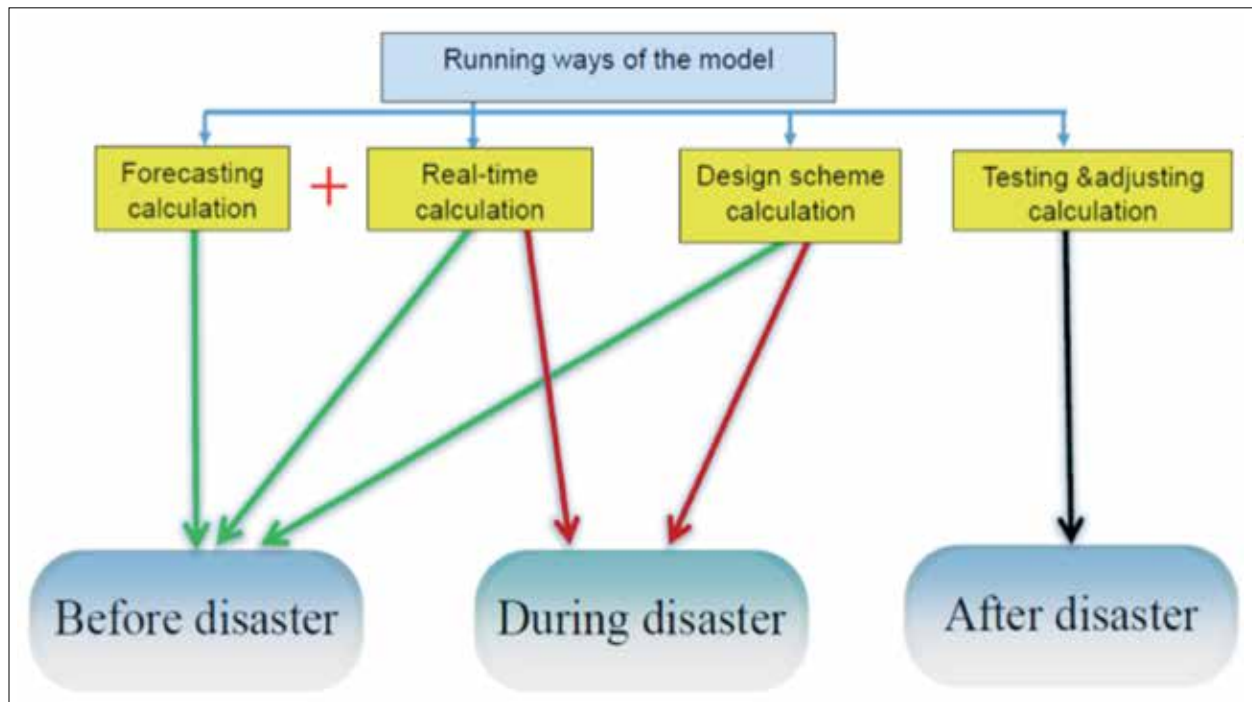 Running ways of the model
Forecasting
calculation
+
Real-time
calculation
Design scheme
calculation
Testing &adjusting
calculation
Before disaster
During disaster
After disaster